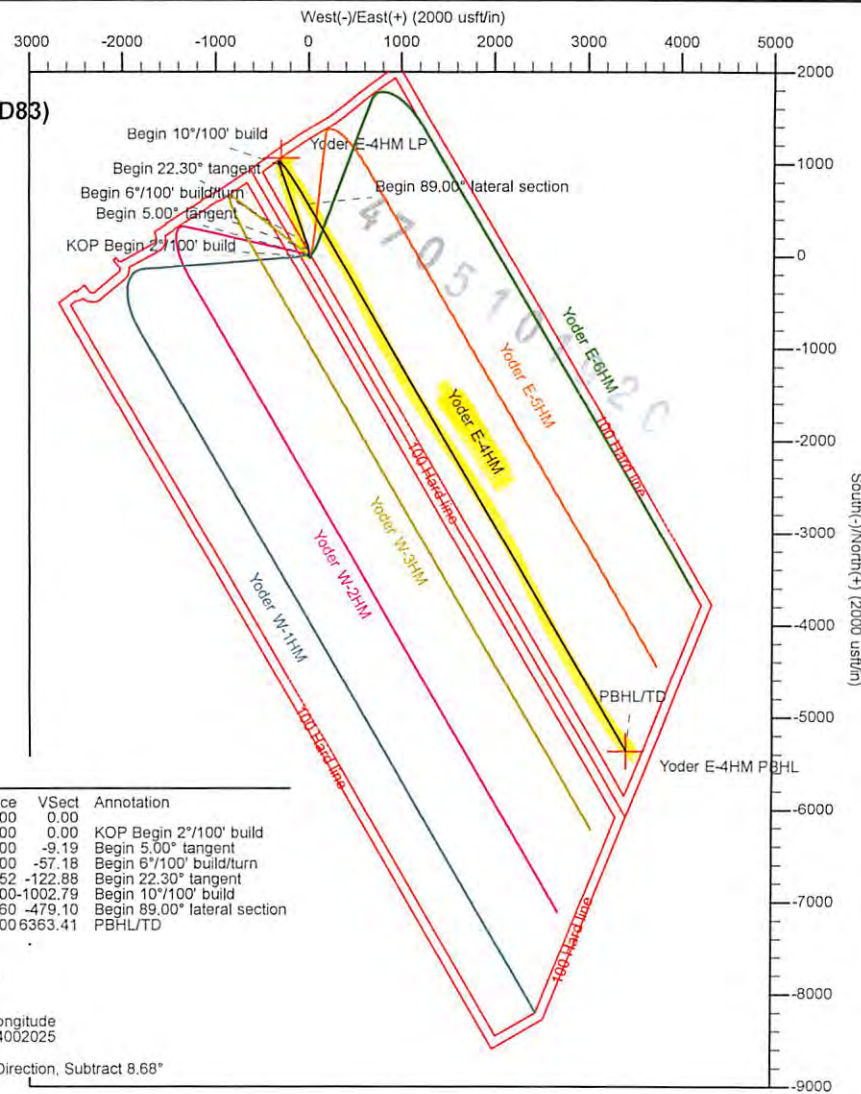 West(-)/East(+) (2000 usft/in)
3000 -2000 -1000 0 1000 2000 3000 4000 5000
D83)
2000
1000
0
-1000
-2000
-3000
-4000
-5000
-6000
-7000
-8000
-9000
South(-)/North(+) (2000 usft/in)
Begin 10°/100' build
Yoder E-4HM LP
Begin 22.30° tangent
Begin 89.00° lateral section
Begin 6°/100' build/turn
Begin 5.00° tangent
KOP Begin 2°/100' build
Yoder E-6HM
Yoder E-5HM
Yoder E-4HM
100 Hard line
100 Hard line
Yoder W-3HM
Yoder W-2HM
Yoder W-1HM
100 Hard line
100 Hard line
PBHL/TD
Yoder E-4HM PBHL
ce VSect Annotation
00 0.00
00 0.00 KOP Begin 2°/100' build
00 -9.19 Begin 5.00° tangent
00 -57.18 Begin 6°/100' build/turn
52 -122.88 Begin 22.30° tangent
00-1002.79 Begin 10°/100' build
60 -479.10 Begin 89.00° lateral section
00 6363.41 PBHL/TD
ongitude
4002025
Direction, Subtract 8.68°